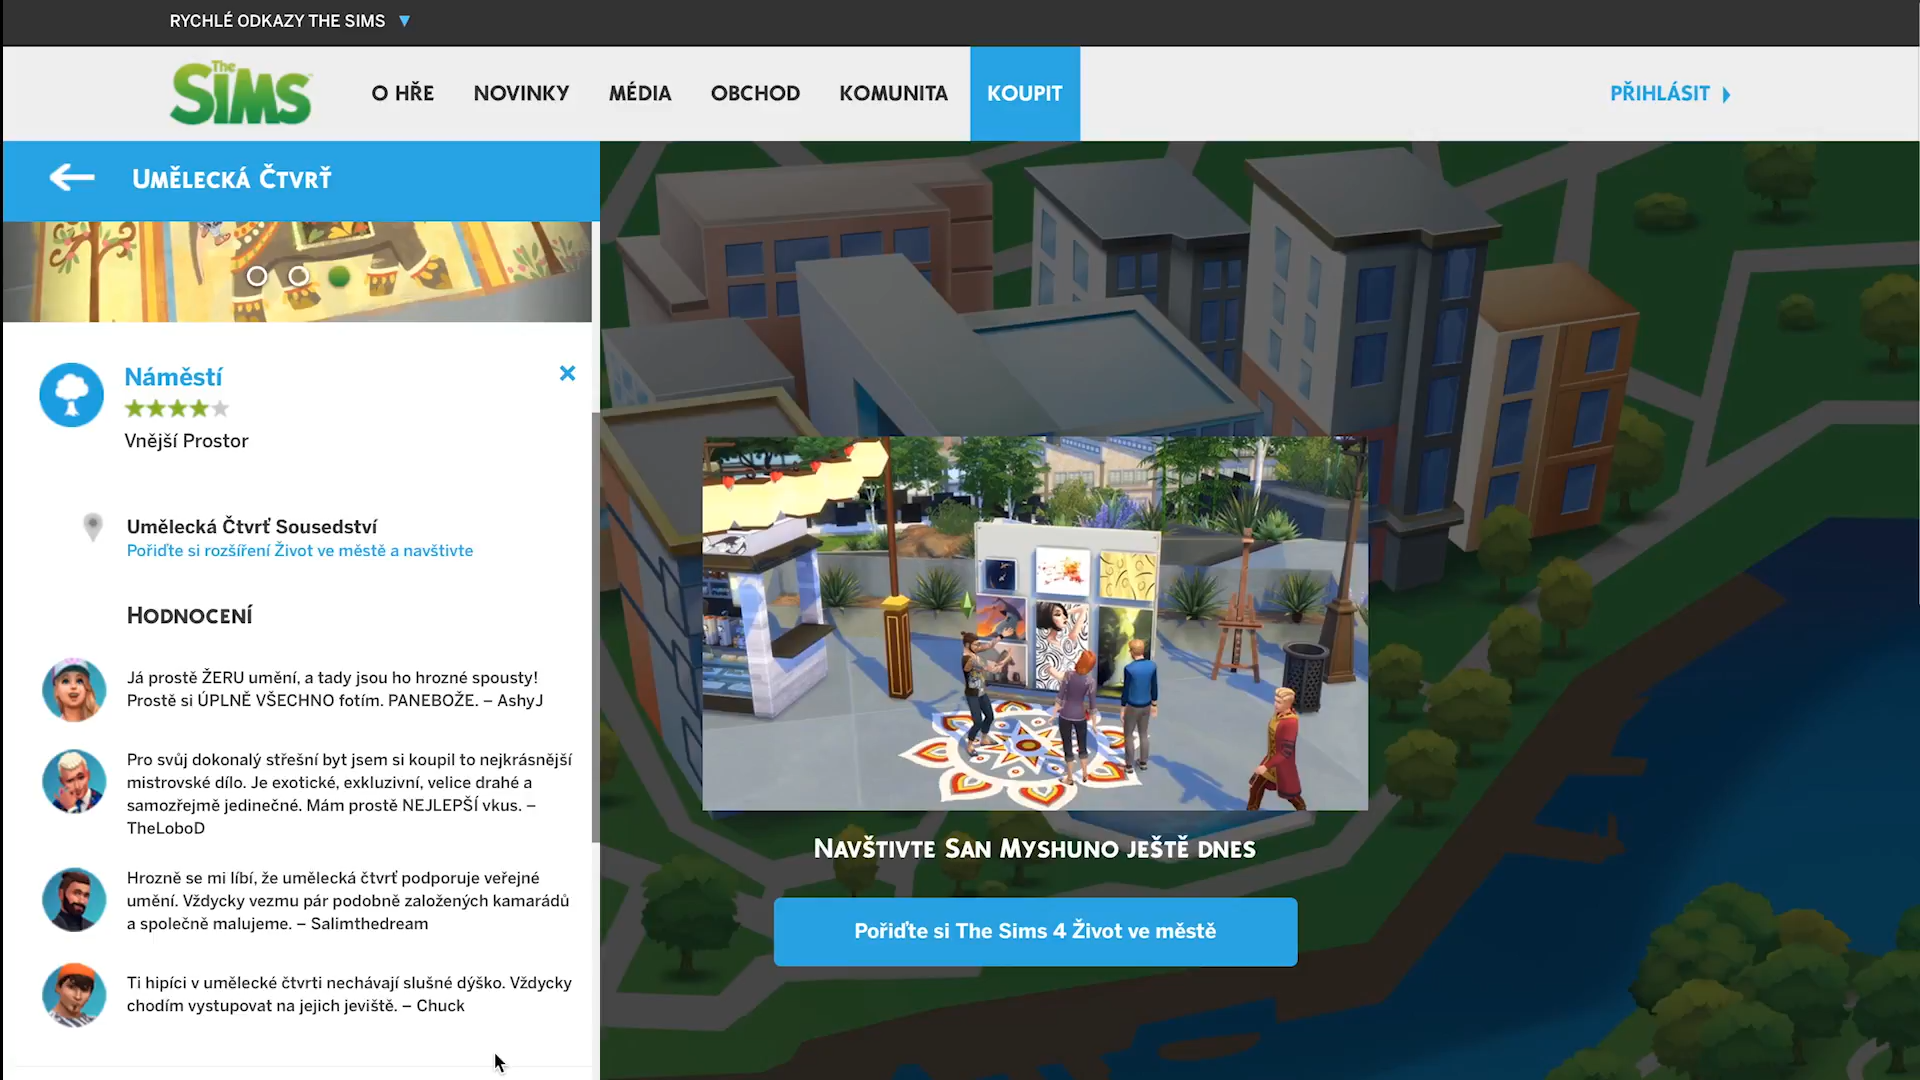 RYCHLÉ ODKAZY THE SIMS
The SIMS
O HŘE
NOVINKY
MÉDIA
OBCHOD
KOMUNITA
KOUPIT
PŘIHLÁSIT
UMĚLECKÁ ČTVRŤ
Náměstí
Vnější Prostor
Umělecká Čtvrť Sousedství
Pořiďte si rozšíření Život ve městě a navštivte
HODNOCENÍ
Já prostě ŽERU umění, a tady jsou ho hrozné spousty!
Prostě si ÚPLNĚ VŠECHNO fotím. PANEBOŽE. – AshyJ
Pro svůj dokonalý střešní byt jsem si koupil to nejkrásnější
mistrovské dílo. Je exotické, exkluzivní, velice drahé a
samozřejmě jedinečné. Mám prostě NEJLEPŠÍ vkus. –
TheLoboD
Hrozně se mi líbí, že umělecká čtvrť podporuje veřejné
umění. Vždycky vezmu pár podobně založených kamarádů
a společně malujeme. – Salimthedream
Ti hipíci v umělecké čtvrti nechávají slušné dýško. Vždycky
chodím vystupovat na jejich jeviště. – Chuck
NAVŠTIVTE SAN MYSHUNO JEŠTĚ DNES
Pořiďte si The Sims 4 Život ve městě